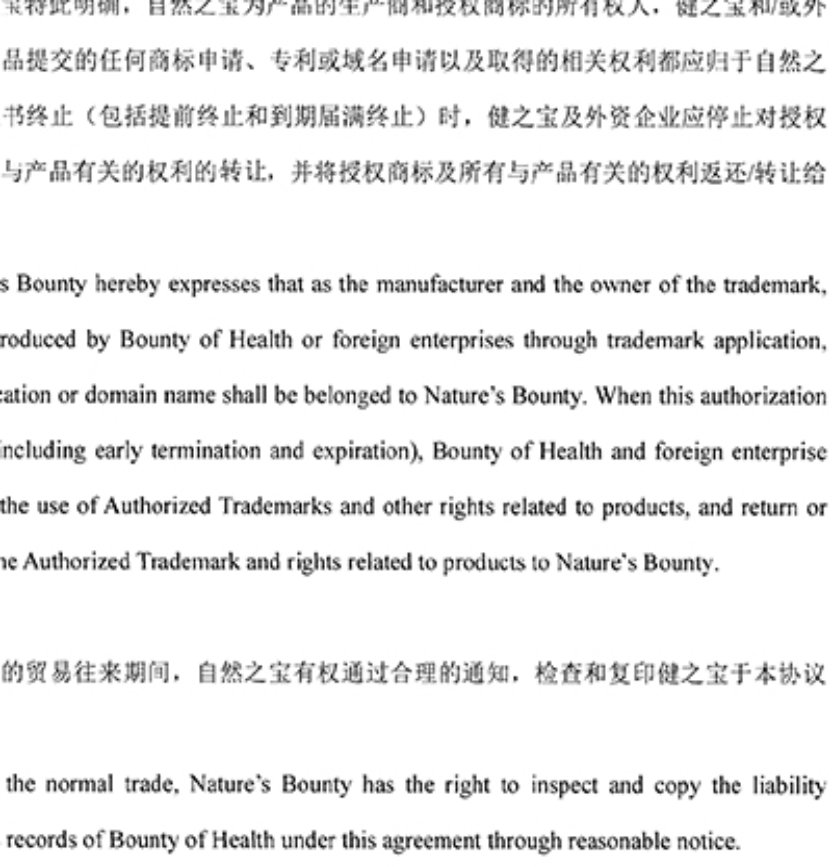 宝特此明确，自然之宝为产品的生产商和授权商标的所有权人，健之宝和/或外
品提交的任何商标申请、专利或域名申请以及取得的相关权利都应归于自然之
书终止（包括提前终止和到期届满终止）时，健之宝及外资企业应停止对授权
与产品有关的权利的转让，并将授权商标及所有与产品有关的权利返还/转让给
s Bounty hereby expresses that as the manufacturer and the owner of the trademark,
roduced by Bounty of Health or foreign enterprises through trademark application,
cation or domain name shall be belonged to Nature's Bounty. When this authorization
including early termination and expiration), Bounty of Health and foreign enterprise
the use of Authorized Trademarks and other rights related to products, and return or
he Authorized Trademark and rights related to products to Nature's Bounty.
的贸易往来期间，自然之宝有权通过合理的通知，检查和复印健之宝于本协议
the normal trade, Nature's Bounty has the right to inspect and copy the liability
records of Bounty of Health under this agreement through reasonable notice.